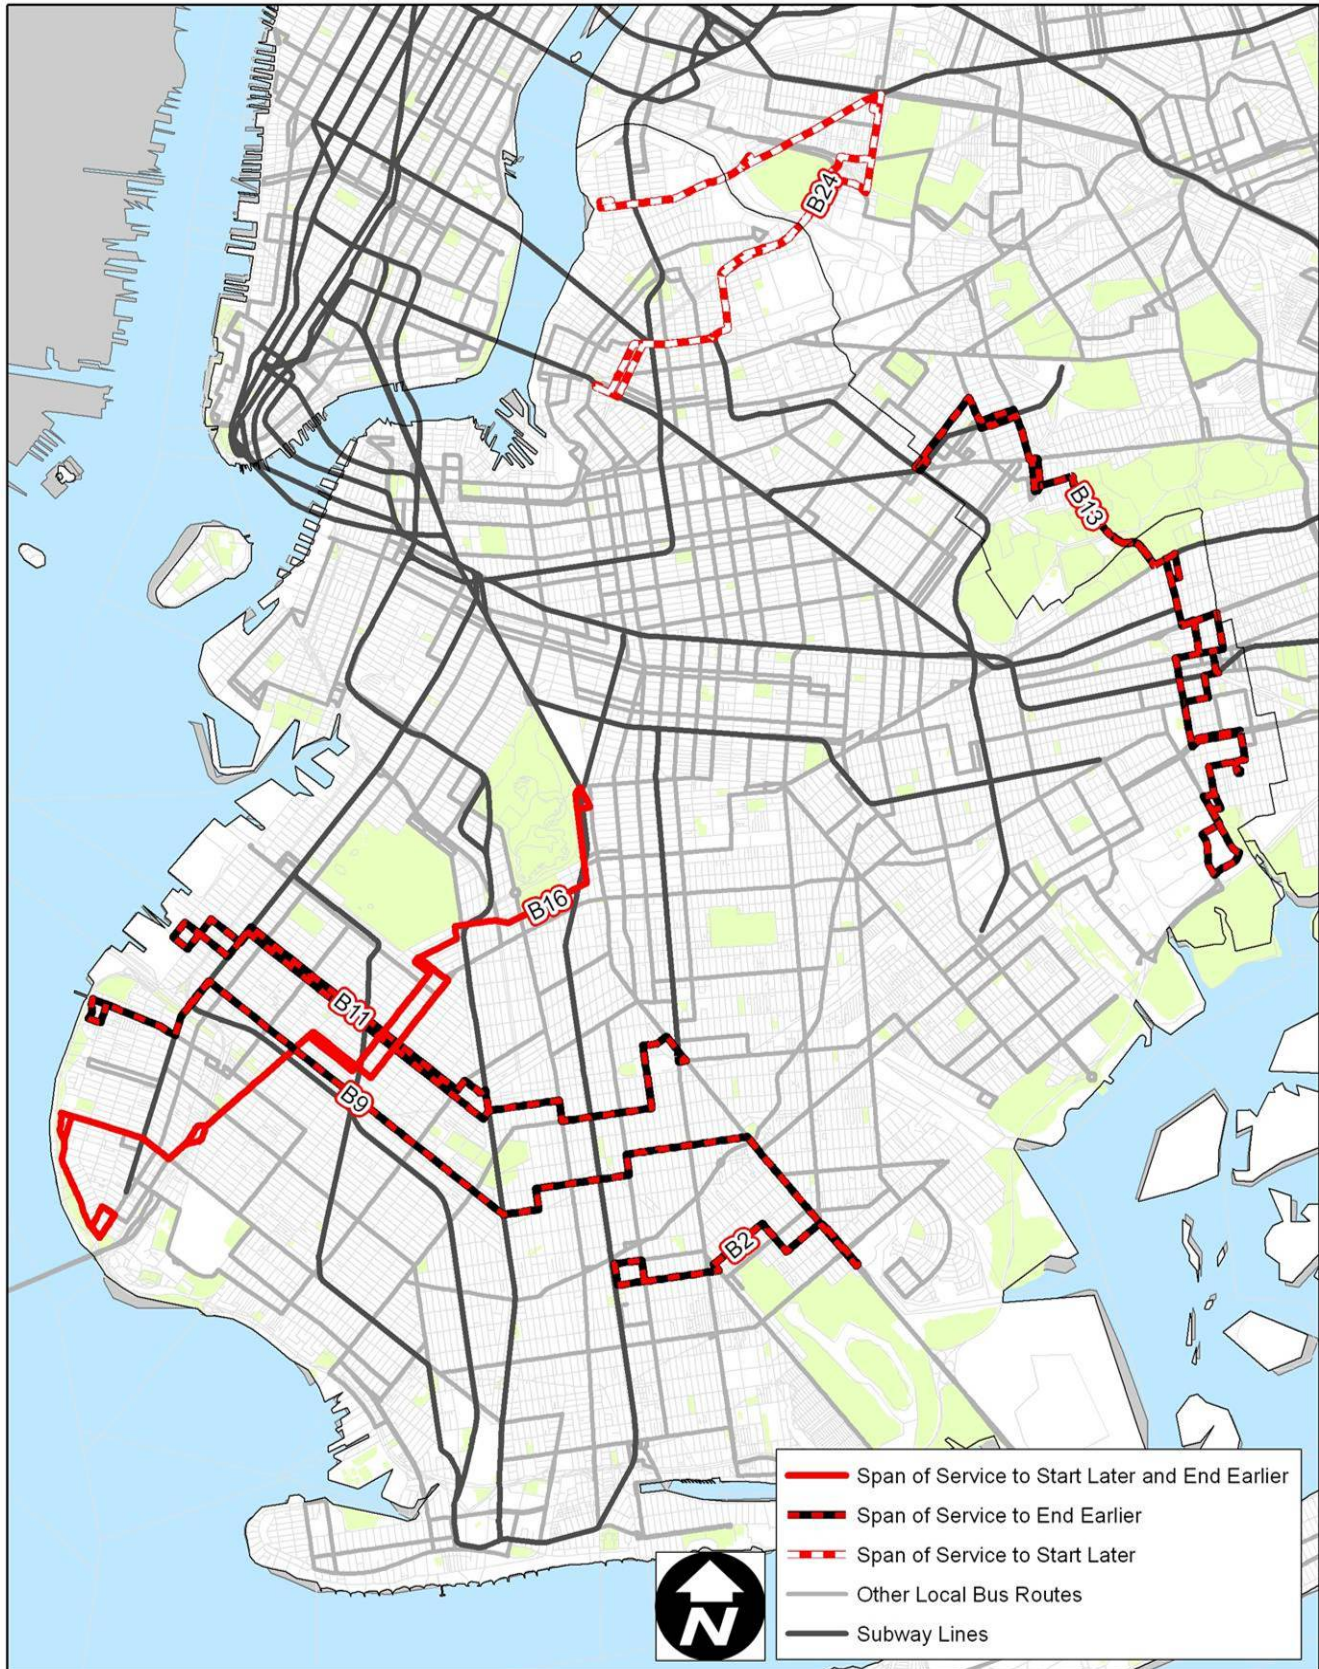 B24
B13
B16
B11
B9
B2
Span of Service to Start Later and End Earlier
Span of Service to End Earlier
Span of Service to Start Later
Other Local Bus Routes
Subway Lines
N